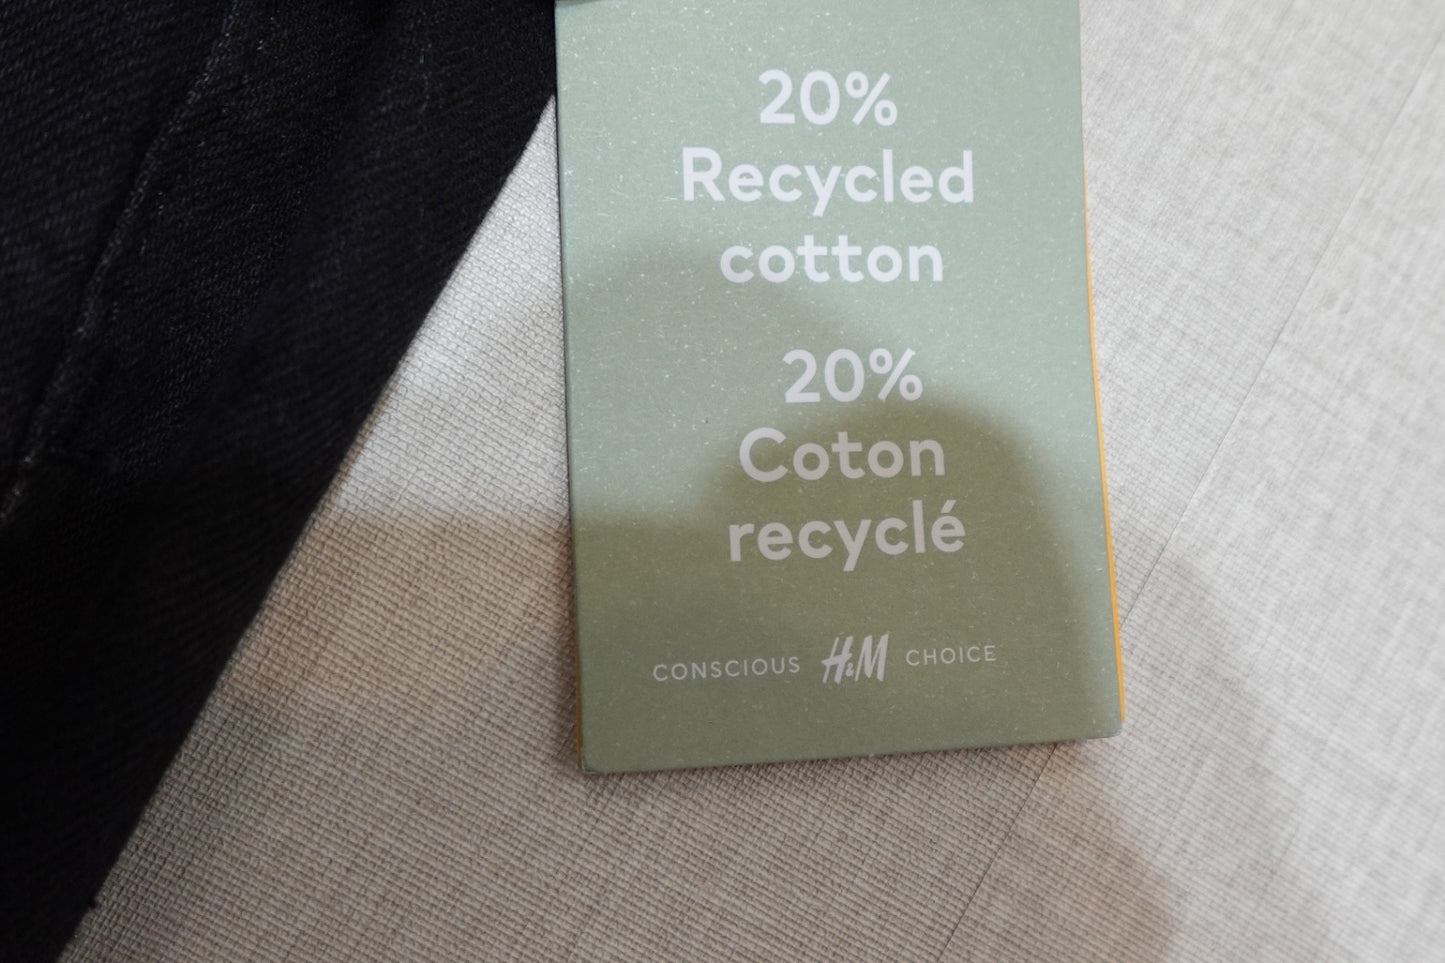 20%
Recycled
cotton
20%
Coton
recyclé
CONSCIOUS H&M CHOICE